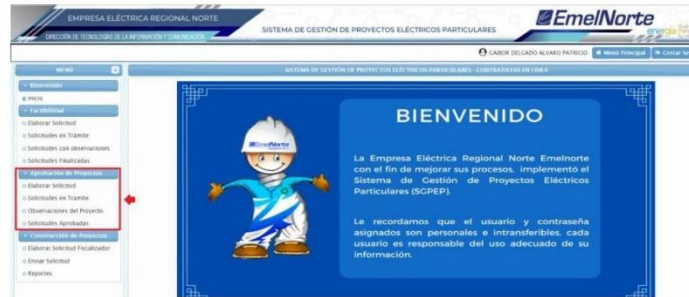 EMPRESA ELÉCTRICA REGIONAL NORTE
DIRECCIÓN DE TECNOLOGÍAS DE LA INFORMACIÓN Y COMUNICACIÓN
SISTEMA DE GESTIÓN DE PROYECTOS ELÉCTRICOS PARTICULARES
EmelNorte
energía
GABOR DELGADO ALVARO PATRICIO
Menú Principal
Cerrar Se
MENÚ
SISTEMA DE GESTIÓN DE PROYECTOS ELÉCTRICOS PARTICULARES - CONTRATISTAS EN LÍNEA
Bienvenido
Inicio
Factibilidad
Elaborar Solicitud
Solicitudes en Trámite
Solicitudes con observaciones
Solicitudes Finalizadas
Aprobación de Proyectos
Elaborar Solicitud
Solicitudes en Trámite
Observaciones del Proyecto
Solicitudes Aprobadas
Construcción de Proyectos
Elaborar Solicitud Fiscalizador
Enviar Solicitud
Reportes
EmelNorte
BIENVENIDO
La Empresa Eléctrica Regional Norte Emelnorte
con el fin de mejorar sus procesos, implementó el
Sistema de Gestión de Proyectos Eléctricos
Particulares (SGPEP).
Le recordamos que el usuario y contraseña
asignados son personales e intransferibles, cada
usuario es responsable del uso adecuado de su
información.